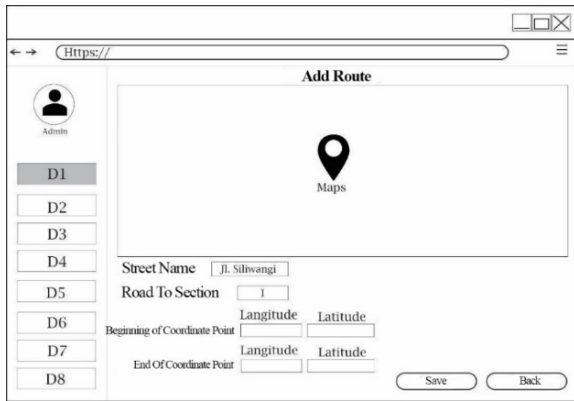 Https://
Add Route
Admin
Maps
D1
D2
D3
D4
D5
D6
D7
D8
Street Name Jl. Siliwangi
Road To Section 1
Langitude Latitude
Beginning of Coordinate Point
Langitude Latitude
End Of Coordinate Point
Save Back